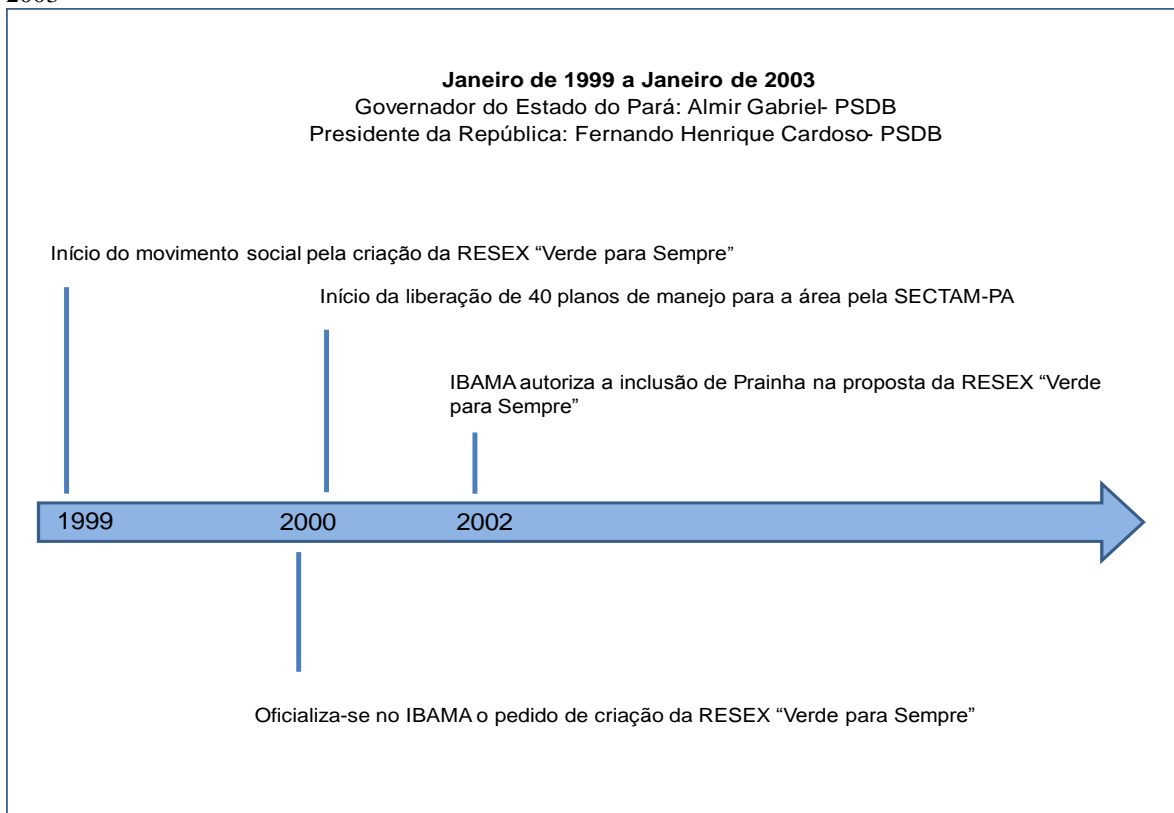 2003
Janeiro de 1999 a Janeiro de 2003
Governador do Estado do Pará: Almir Gabriel- PSDB
Presidente da República: Fernando Henrique Cardoso- PSDB
Início do movimento social pela criação da RESEX “Verde para Sempre”
Início da liberação de 40 planos de manejo para a área pela SECTAM-PA
IBAMA autoriza a inclusão de Prainha na proposta da RESEX “Verde
para Sempre”
1999
2000
2002
Oficializa-se no IBAMA o pedido de criação da RESEX “Verde para Sempre”